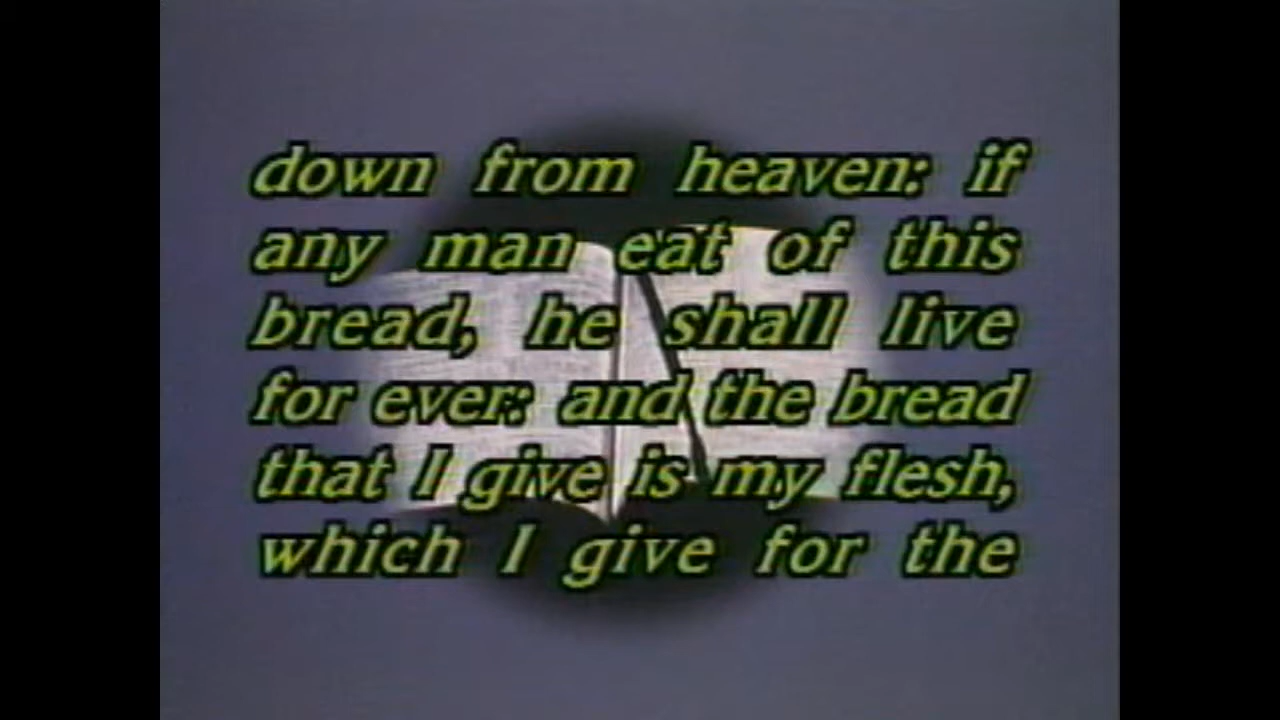 down from heaven: if
any man eat of this
bread, he shall live
for ever: and the bread
that I give is my flesh,
which I give for the